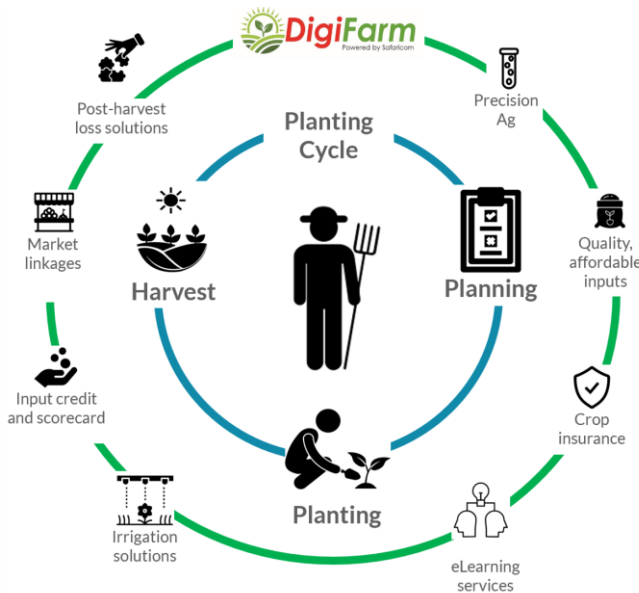 DigiFarm
Powered by Safaricom
Precision
Ag
Quality,
affordable
inputs
Crop
insurance
eLearning
services
Irrigation
solutions
Input credit
and scorecard
Market
linkages
Post-harvest
loss solutions
Planting
Cycle
Planning
Planting
Harvest